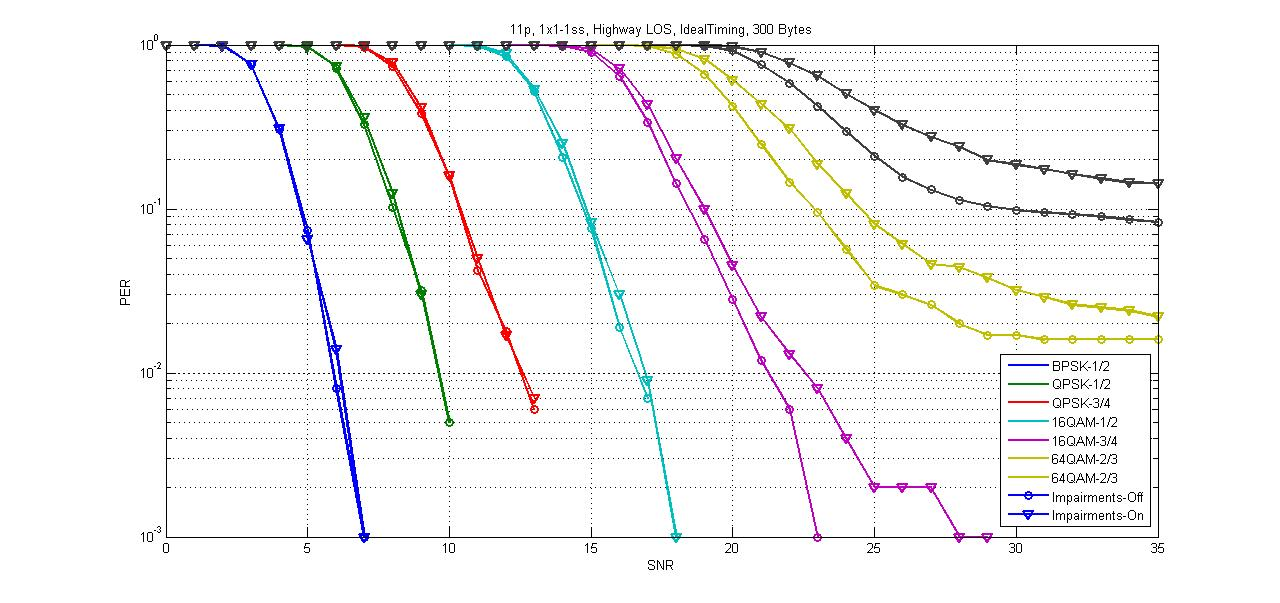 11p, 1x1-1ss, Highway LOS, IdealTiming, 300 Bytes
10^0
10^-1
PER
10^-2
10^-3
BPSK-1/2
QPSK-1/2
QPSK-3/4
16QAM-1/2
16QAM-3/4
64QAM-2/3
64QAM-2/3
Impairments-Off
Impairments-On
0 5 10 15 20 25 30 35
SNR